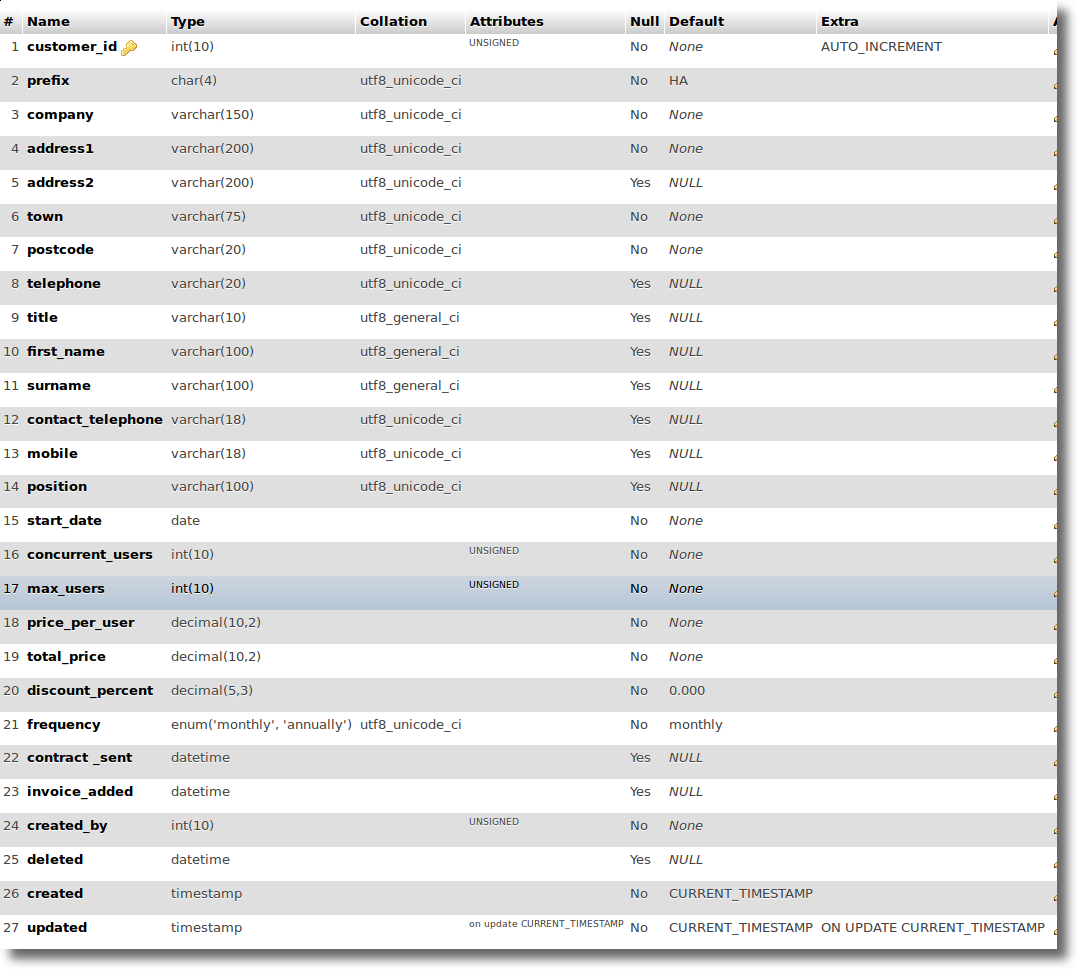 # Name Type Collation Attributes Null Default Extra
1 customer_id int(10) UNSIGNED No None AUTO_INCREMENT
2 prefix char(4) utf8_unicode_ci No HA
3 company varchar(150) utf8_unicode_ci No None
4 address1 varchar(200) utf8_unicode_ci No None
5 address2 varchar(200) utf8_unicode_ci Yes NULL
6 town varchar(75) utf8_unicode_ci No None
7 postcode varchar(20) utf8_unicode_ci No None
8 telephone varchar(20) utf8_unicode_ci Yes NULL
9 title varchar(10) utf8_general_ci Yes NULL
10 first_name varchar(100) utf8_general_ci Yes NULL
11 surname varchar(100) utf8_general_ci Yes NULL
12 contact_telephone varchar(18) utf8_unicode_ci Yes NULL
13 mobile varchar(18) utf8_unicode_ci Yes NULL
14 position varchar(100) utf8_unicode_ci Yes NULL
15 start_date date No None
16 concurrent_users int(10) UNSIGNED No None
17 max_users int(10) UNSIGNED No None
18 price_per_user decimal(10,2) No None
19 total_price decimal(10,2) No None
20 discount_percent decimal(5,3) No 0.000
21 frequency enum('monthly', 'annually') utf8_unicode_ci No monthly
22 contract _sent datetime Yes NULL
23 invoice_added datetime Yes NULL
24 created_by int(10) UNSIGNED No None
25 deleted datetime Yes NULL
26 created timestamp No CURRENT_TIMESTAMP
27 updated timestamp on update CURRENT_TIMESTAMP No CURRENT_TIMESTAMP ON UPDATE CURRENT_TIMESTAMP